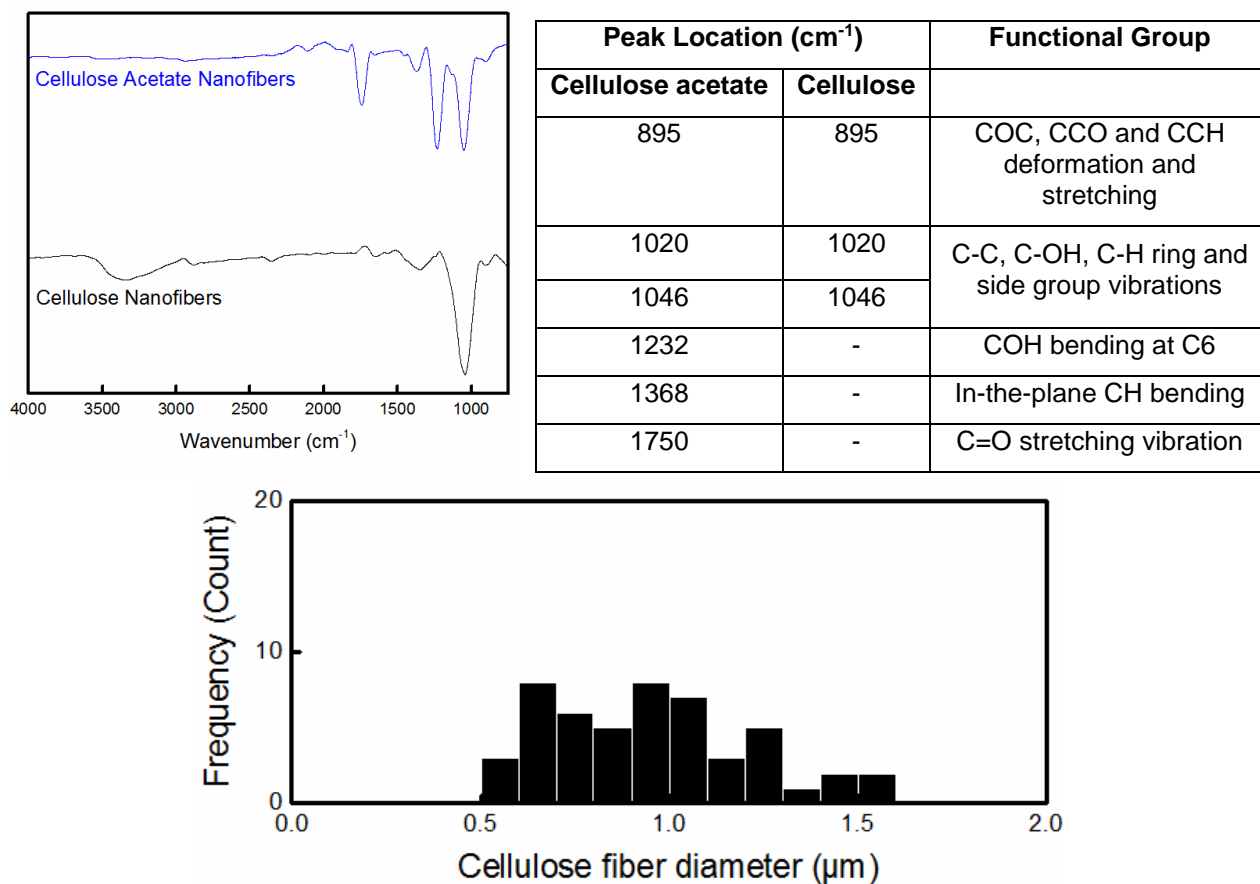 Cellulose Acetate Nanofibers
Cellulose Nanofibers
4000 3500 3000 2500 2000 1500 1000
Wavenumber (cm⁻¹)
Peak Location (cm⁻¹) Functional Group
Cellulose acetate Cellulose
895 895 COC, CCO and CCH
deformation and
stretching
1020 1020 C-C, C-OH, C-H ring and
1046 1046 side group vibrations
1232 - COH bending at C6
1368 - In-the-plane CH bending
1750 - C=O stretching vibration
20
10
0
Frequency (Count)
0.0 0.5 1.0 1.5 2.0
Cellulose fiber diameter (μm)